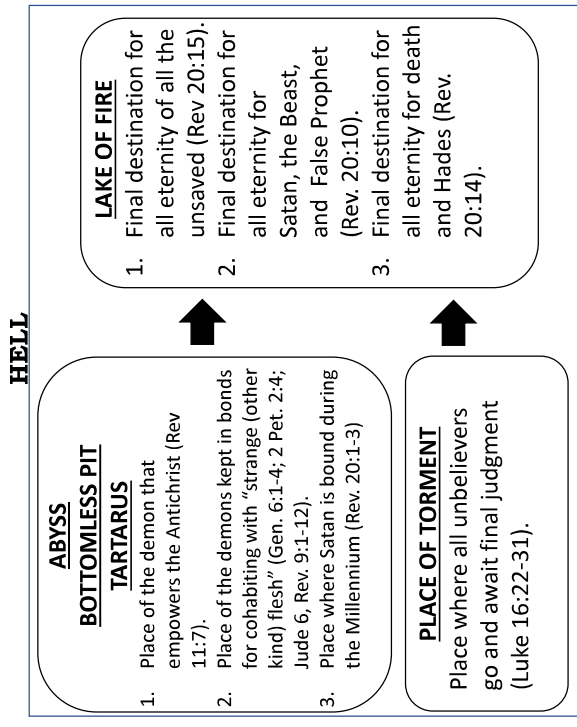 HELL
ABYSS
BOTTOMLESS PIT
TARTARUS
1. Place of the demon that
empowers the Antichrist (Rev
11:7).
2. Place of the demons kept in bonds
for cohabiting with “strange (other
kind) flesh” (Gen. 6:1-4; 2 Pet. 2:4;
Jude 6, Rev. 9:1-12).
3. Place where Satan is bound during
the Millennium (Rev. 20:1-3)
PLACE OF TORMENT
Place where all unbelievers
go and await final judgment
(Luke 16:22-31).
LAKE OF FIRE
1. Final destination for
all eternity of all the
unsaved (Rev 20:15).
2. Final destination for
all eternity for
Satan, the Beast,
and False Prophet
(Rev. 20:10).
3. Final destination for
all eternity for death
and Hades (Rev.
20:14).